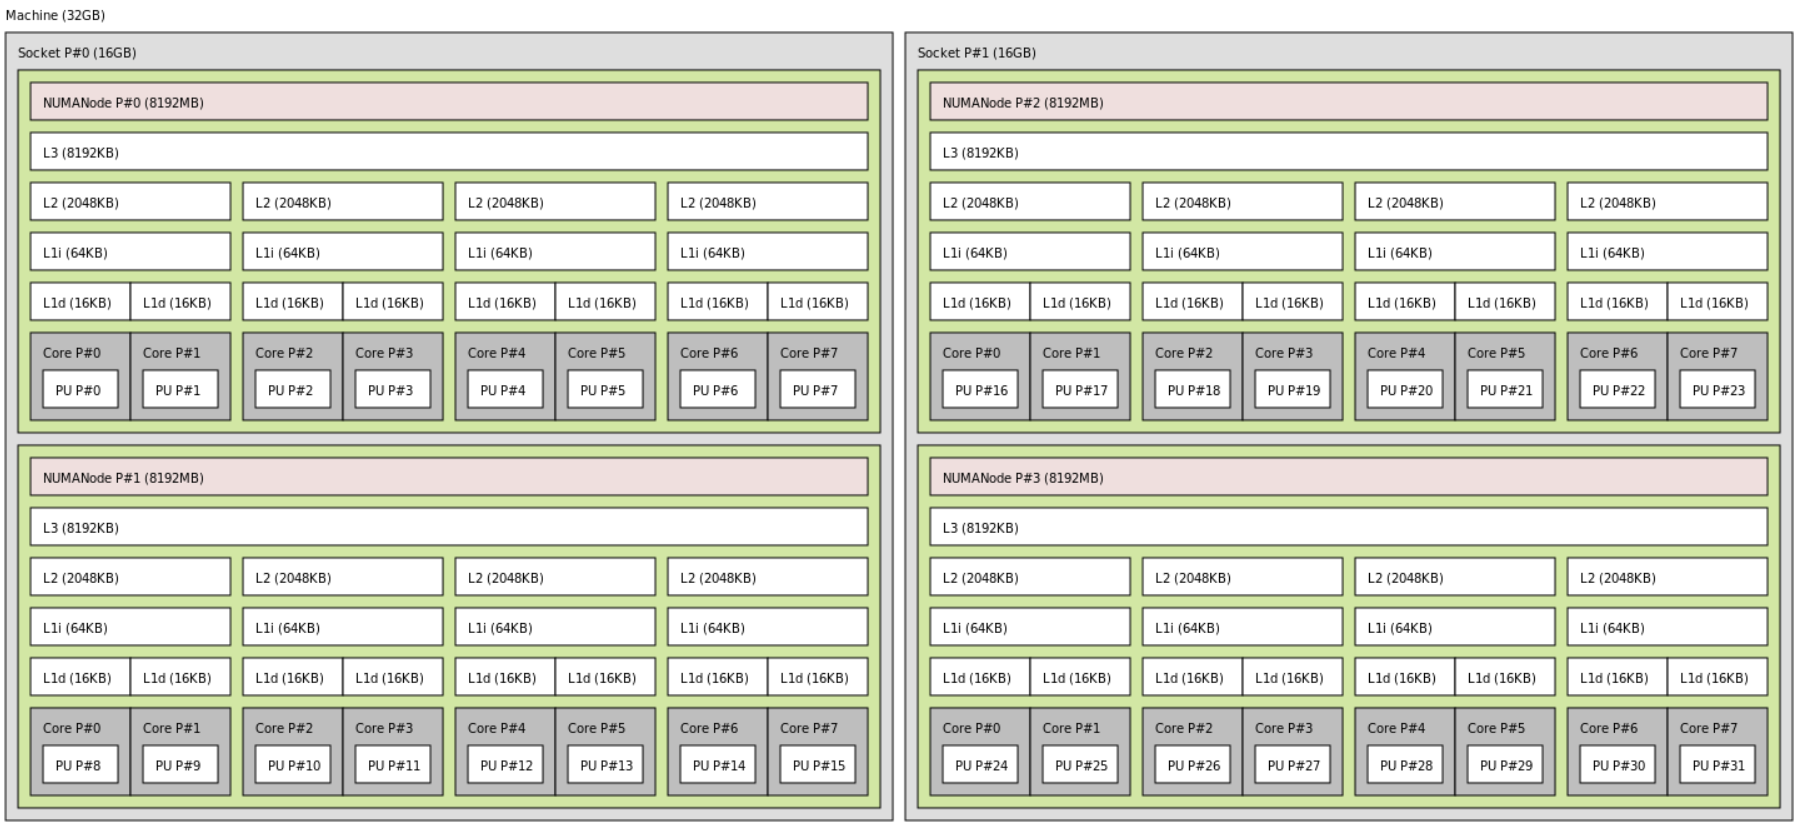 Machine (32GB)
Socket P#0 (16GB)
NUMANode P#0 (8192MB)
L3 (8192KB)
L2 (2048KB) L2 (2048KB) L2 (2048KB) L2 (2048KB)
L1i (64KB) L1i (64KB) L1i (64KB) L1i (64KB)
L1d (16KB) L1d (16KB) L1d (16KB) L1d (16KB) L1d (16KB) L1d (16KB) L1d (16KB) L1d (16KB)
Core P#0 Core P#1 Core P#2 Core P#3 Core P#4 Core P#5 Core P#6 Core P#7
PU P#0 PU P#1 PU P#2 PU P#3 PU P#4 PU P#5 PU P#6 PU P#7
NUMANode P#1 (8192MB)
L3 (8192KB)
L2 (2048KB) L2 (2048KB) L2 (2048KB) L2 (2048KB)
L1i (64KB) L1i (64KB) L1i (64KB) L1i (64KB)
L1d (16KB) L1d (16KB) L1d (16KB) L1d (16KB) L1d (16KB) L1d (16KB) L1d (16KB) L1d (16KB)
Core P#0 Core P#1 Core P#2 Core P#3 Core P#4 Core P#5 Core P#6 Core P#7
PU P#8 PU P#9 PU P#10 PU P#11 PU P#12 PU P#13 PU P#14 PU P#15
Socket P#1 (16GB)
NUMANode P#2 (8192MB)
L3 (8192KB)
L2 (2048KB) L2 (2048KB) L2 (2048KB) L2 (2048KB)
L1i (64KB) L1i (64KB) L1i (64KB) L1i (64KB)
L1d (16KB) L1d (16KB) L1d (16KB) L1d (16KB) L1d (16KB) L1d (16KB) L1d (16KB) L1d (16KB)
Core P#0 Core P#1 Core P#2 Core P#3 Core P#4 Core P#5 Core P#6 Core P#7
PU P#16 PU P#17 PU P#18 PU P#19 PU P#20 PU P#21 PU P#22 PU P#23
NUMANode P#3 (8192MB)
L3 (8192KB)
L2 (2048KB) L2 (2048KB) L2 (2048KB) L2 (2048KB)
L1i (64KB) L1i (64KB) L1i (64KB) L1i (64KB)
L1d (16KB) L1d (16KB) L1d (16KB) L1d (16KB) L1d (16KB) L1d (16KB) L1d (16KB) L1d (16KB)
Core P#0 Core P#1 Core P#2 Core P#3 Core P#4 Core P#5 Core P#6 Core P#7
PU P#24 PU P#25 PU P#26 PU P#27 PU P#28 PU P#29 PU P#30 PU P#31